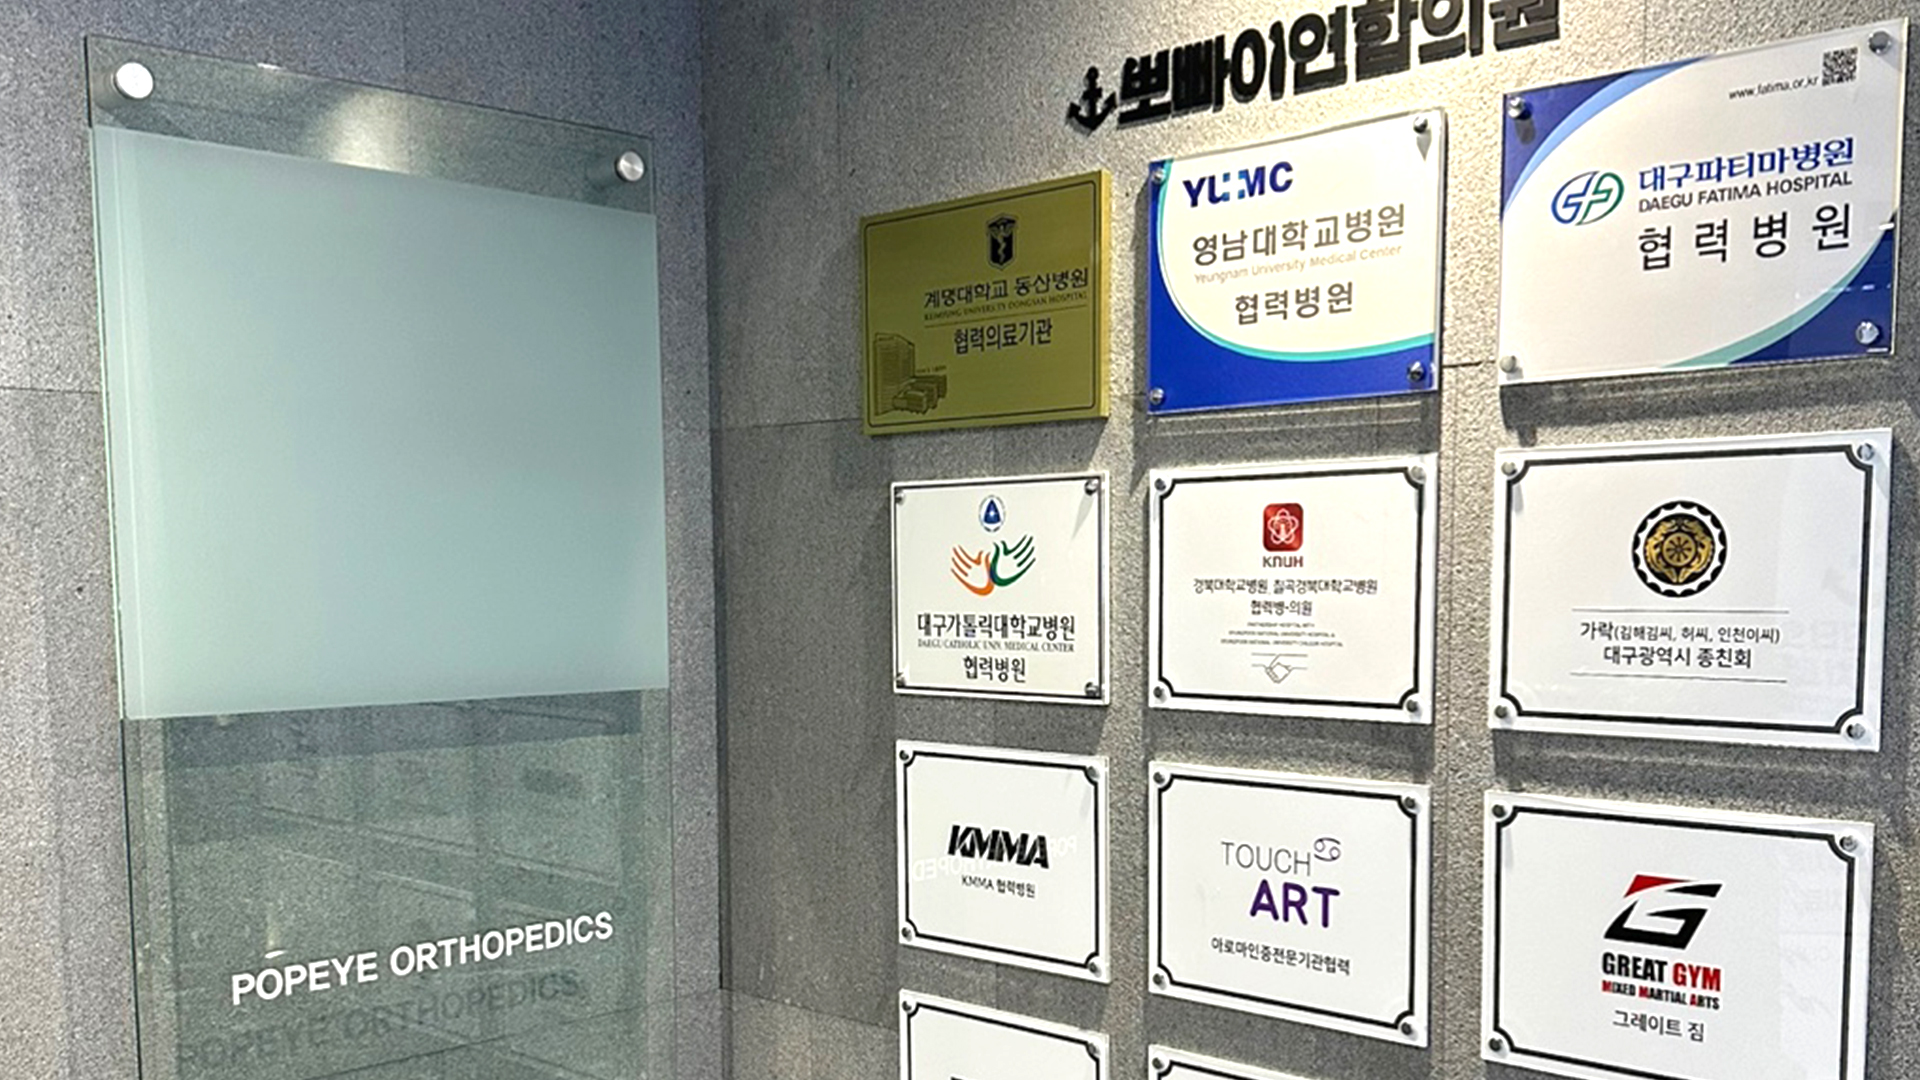 뽀빠이연합의원
계명대학교 동산병원
KEIMYUNG UNIVERSITY DONGSAN HOSPITAL
협력의료기관
YUMC
영남대학교병원
Yeungnam University Medical Center
협력병원
www.fatima.or.kr
대구파티마병원
DAEGU FATIMA HOSPITAL
협력병원
대구가톨릭대학교병원
DAEGU CATHOLIC UNIV. MEDICAL CENTER
협력병원
KNUH
경북대학교병원, 칠곡경북대학교병원
협력병·의원
가락(김해김씨, 허씨, 인천이씨)
대구광역시 종친회
KMMA
KMMA 협력병원
TOUCH
ART
아로마인증전문기관협력
GREAT GYM
MIXED MARTIAL ARTS
그레이트 짐
POPEYE ORTHOPEDICS